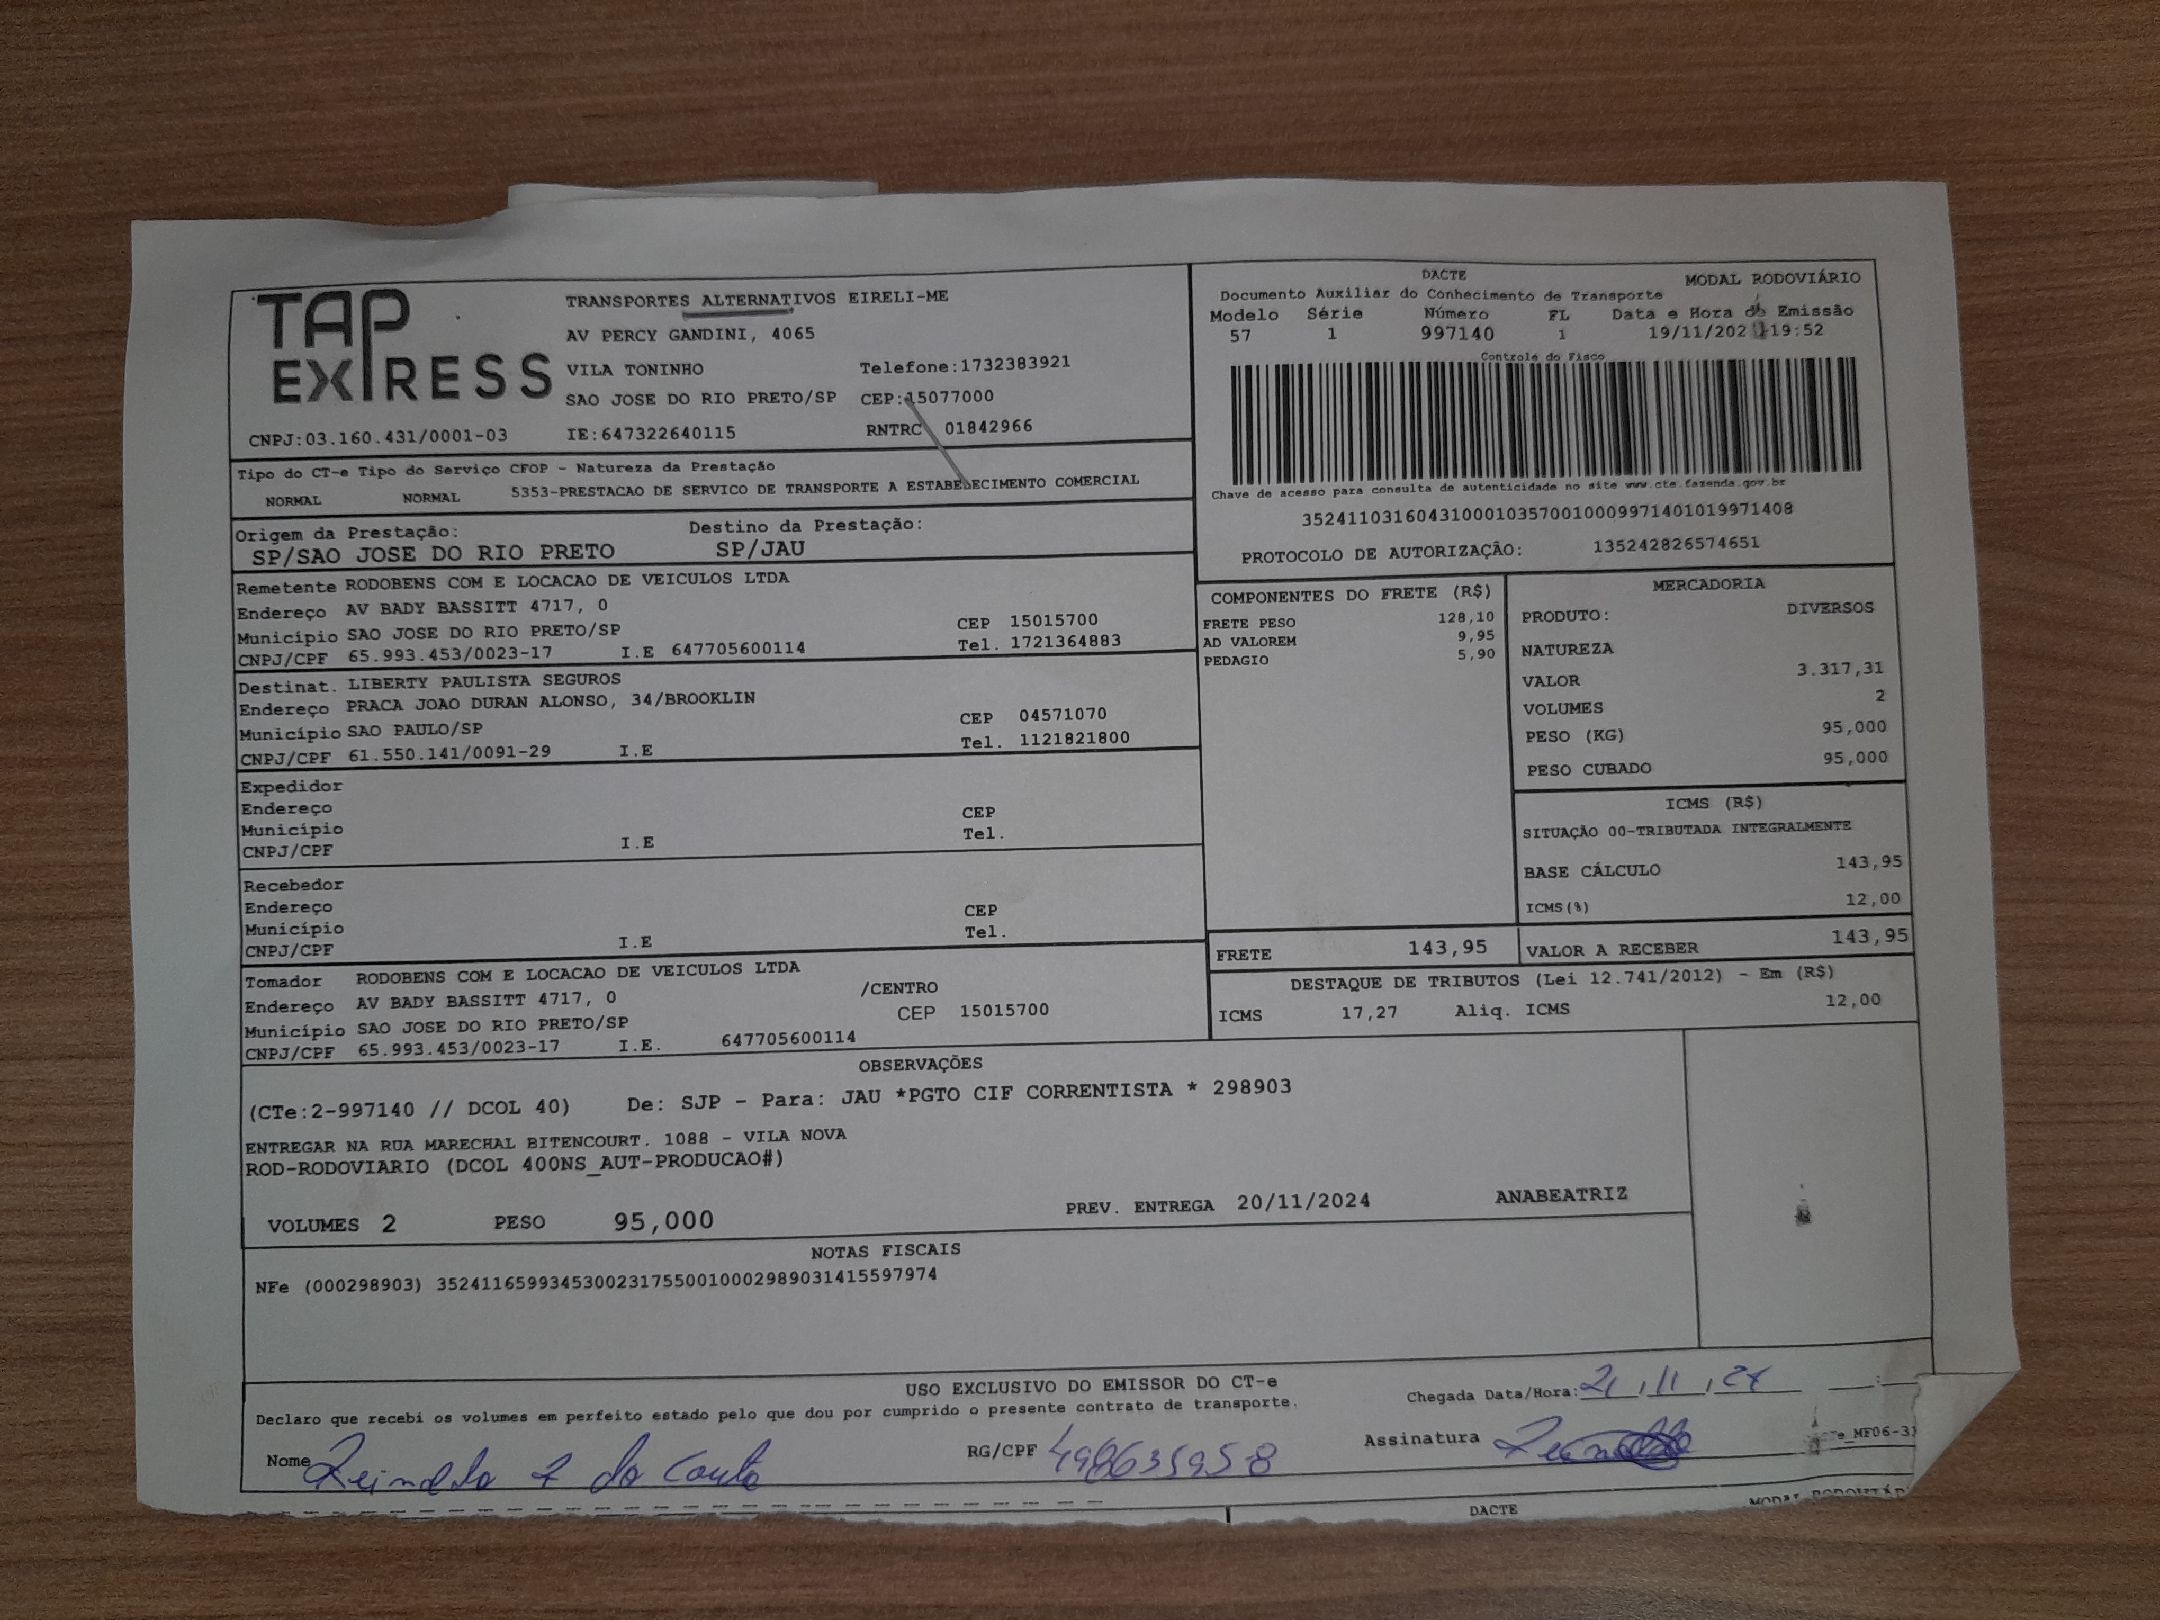 TAP
EXPRESS
TRANSPORTES ALTERNATIVOS EIRELI-ME
AV PERCY GANDINI, 4065
VILA TONINHO Telefone:1732383921
SAO JOSE DO RIO PRETO/SP CEP:15077000
CNPJ:03.160.431/0001-03 IE:647322640115 RNTRC 01842966
DACTE MODAL RODOVIÁRIO
Documento Auxiliar do Conhecimento de Transporte
Modelo Série Número FL Data e Hora de Emissão
57 1 997140 1 19/11/202 19:52
Controle do Fisco
Chave de acesso para consulta de autenticidade no site www.cte.fazenda.gov.br
35241103160431000103570010009971401019971408
PROTOCOLO DE AUTORIZAÇÃO: 135242826574651
Tipo do CT-e Tipo do Serviço CFOP - Natureza da Prestação
NORMAL NORMAL 5353-PRESTACAO DE SERVICO DE TRANSPORTE A ESTABELECIMENTO COMERCIAL
Origem da Prestação: Destino da Prestação:
SP/SAO JOSE DO RIO PRETO SP/JAU
Remetente RODOBENS COM E LOCACAO DE VEICULOS LTDA
Endereço AV BADY BASSITT 4717, 0
Município SAO JOSE DO RIO PRETO/SP CEP 15015700
CNPJ/CPF 65.993.453/0023-17 I.E 647705600114 Tel. 1721364883
Destinat. LIBERTY PAULISTA SEGUROS
Endereço PRACA JOAO DURAN ALONSO, 34/BROOKLIN
Município SAO PAULO/SP CEP 04571070
CNPJ/CPF 61.550.141/0091-29 I.E Tel. 1121821800
Expedidor
Endereço
Município CEP
CNPJ/CPF I.E Tel.
Recebedor
Endereço
Município CEP
CNPJ/CPF I.E Tel.
Tomador RODOBENS COM E LOCACAO DE VEICULOS LTDA
Endereço AV BADY BASSITT 4717, 0 /CENTRO
Município SAO JOSE DO RIO PRETO/SP CEP 15015700
CNPJ/CPF 65.993.453/0023-17 I.E. 647705600114
COMPONENTES DO FRETE (R$)
FRETE PESO 128,10
AD VALOREM 9,95
PEDAGIO 5,90
MERCADORIA
PRODUTO: DIVERSOS
NATUREZA
VALOR 3.317,31
VOLUMES 2
PESO (KG) 95,000
PESO CUBADO 95,000
ICMS (R$)
SITUAÇÃO 00-TRIBUTADA INTEGRALMENTE
BASE CÁLCULO 143,95
ICMS(%) 12,00
FRETE 143,95 VALOR A RECEBER 143,95
DESTAQUE DE TRIBUTOS (Lei 12.741/2012) - Em (R$)
ICMS 17,27 Aliq. ICMS 12,00
OBSERVAÇÕES
(CTe:2-997140 // DCOL 40) De: SJP - Para: JAU *PGTO CIF CORRENTISTA * 298903
ENTREGAR NA RUA MARECHAL BITENCOURT. 1088 - VILA NOVA
ROD-RODOVIARIO (DCOL 400NS_AUT-PRODUCAO#)
VOLUMES 2 PESO 95,000 PREV. ENTREGA 20/11/2024 ANABEATRIZ
NOTAS FISCAIS
NFe (000298903) 35241165993453002317550010002989031415597974
USO EXCLUSIVO DO EMISSOR DO CT-e
Declaro que recebi os volumes em perfeito estado pelo que dou por cumprido o presente contrato de transporte.
Chegada Data/Hora: 21/11/24 :
Nome Reinaldo do Couto RG/CPF 498635958 Assinatura
MF06-31
DACTE MODAL RODOVIÁR